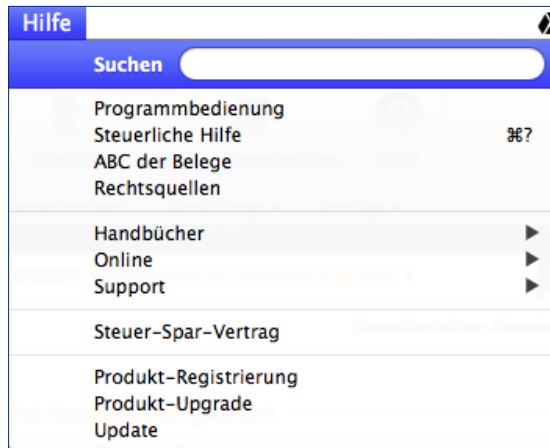 Hilfe
Suchen
Programmbedienung
Steuerliche Hilfe ⌘?
ABC der Belege
Rechtsquellen
Handbücher
Online
Support
Steuer-Spar-Vertrag
Produkt-Registrierung
Produkt-Upgrade
Update